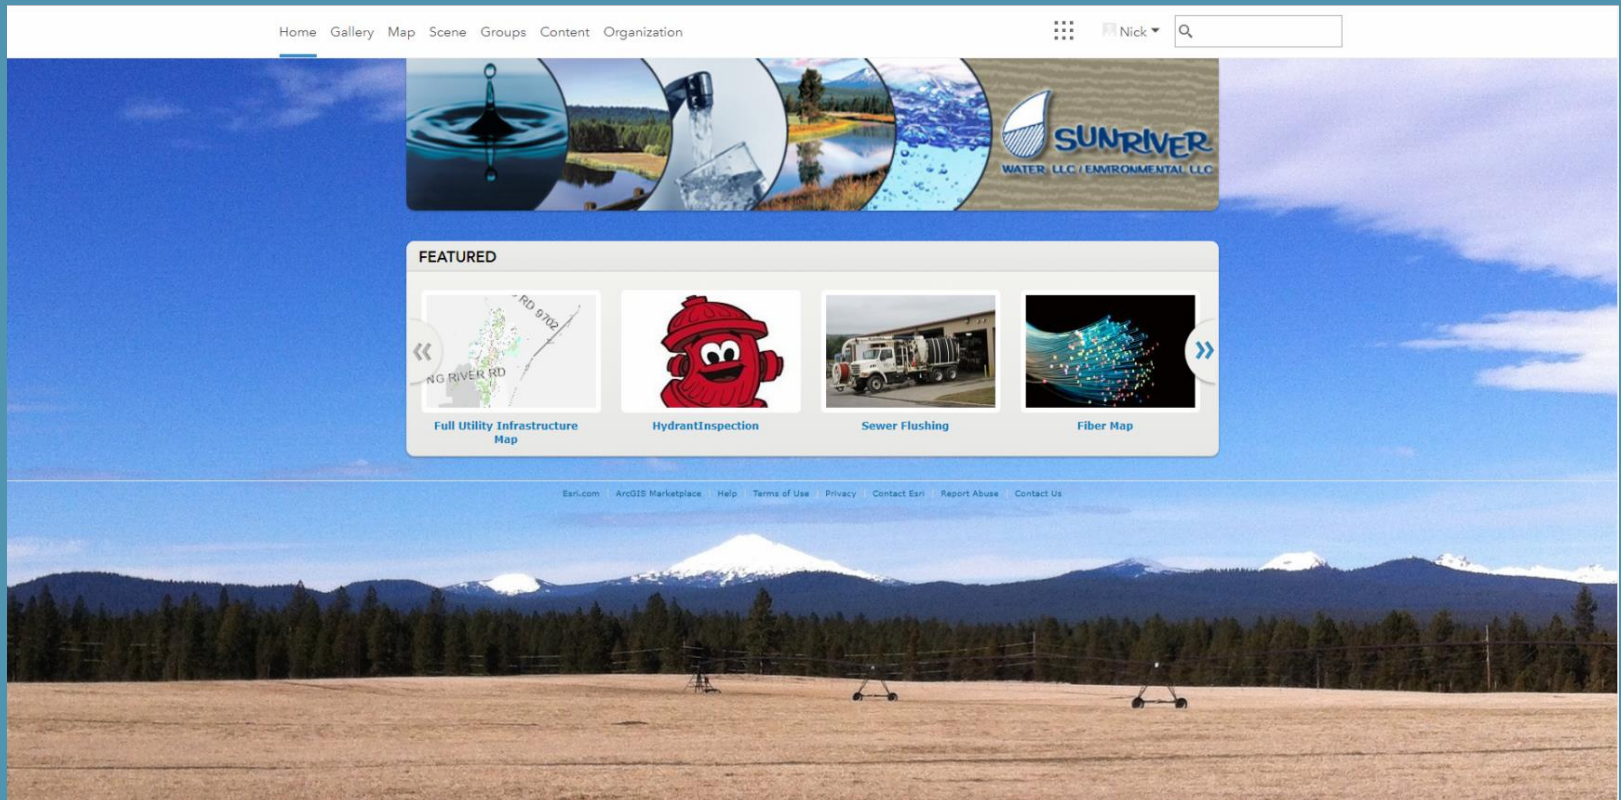 Home Gallery Map Scene Groups Content Organization Nick
SUNRIVER
WATER, LLC / ENVIRONMENTAL LLC
FEATURED
RD 9702
NG RIVER RD
Full Utility Infrastructure
Map
HydrantInspection
Sewer Flushing
Fiber Map
Esri.com ArcGIS Marketplace Help Terms of Use Privacy Contact Esri Report Abuse Contact Us